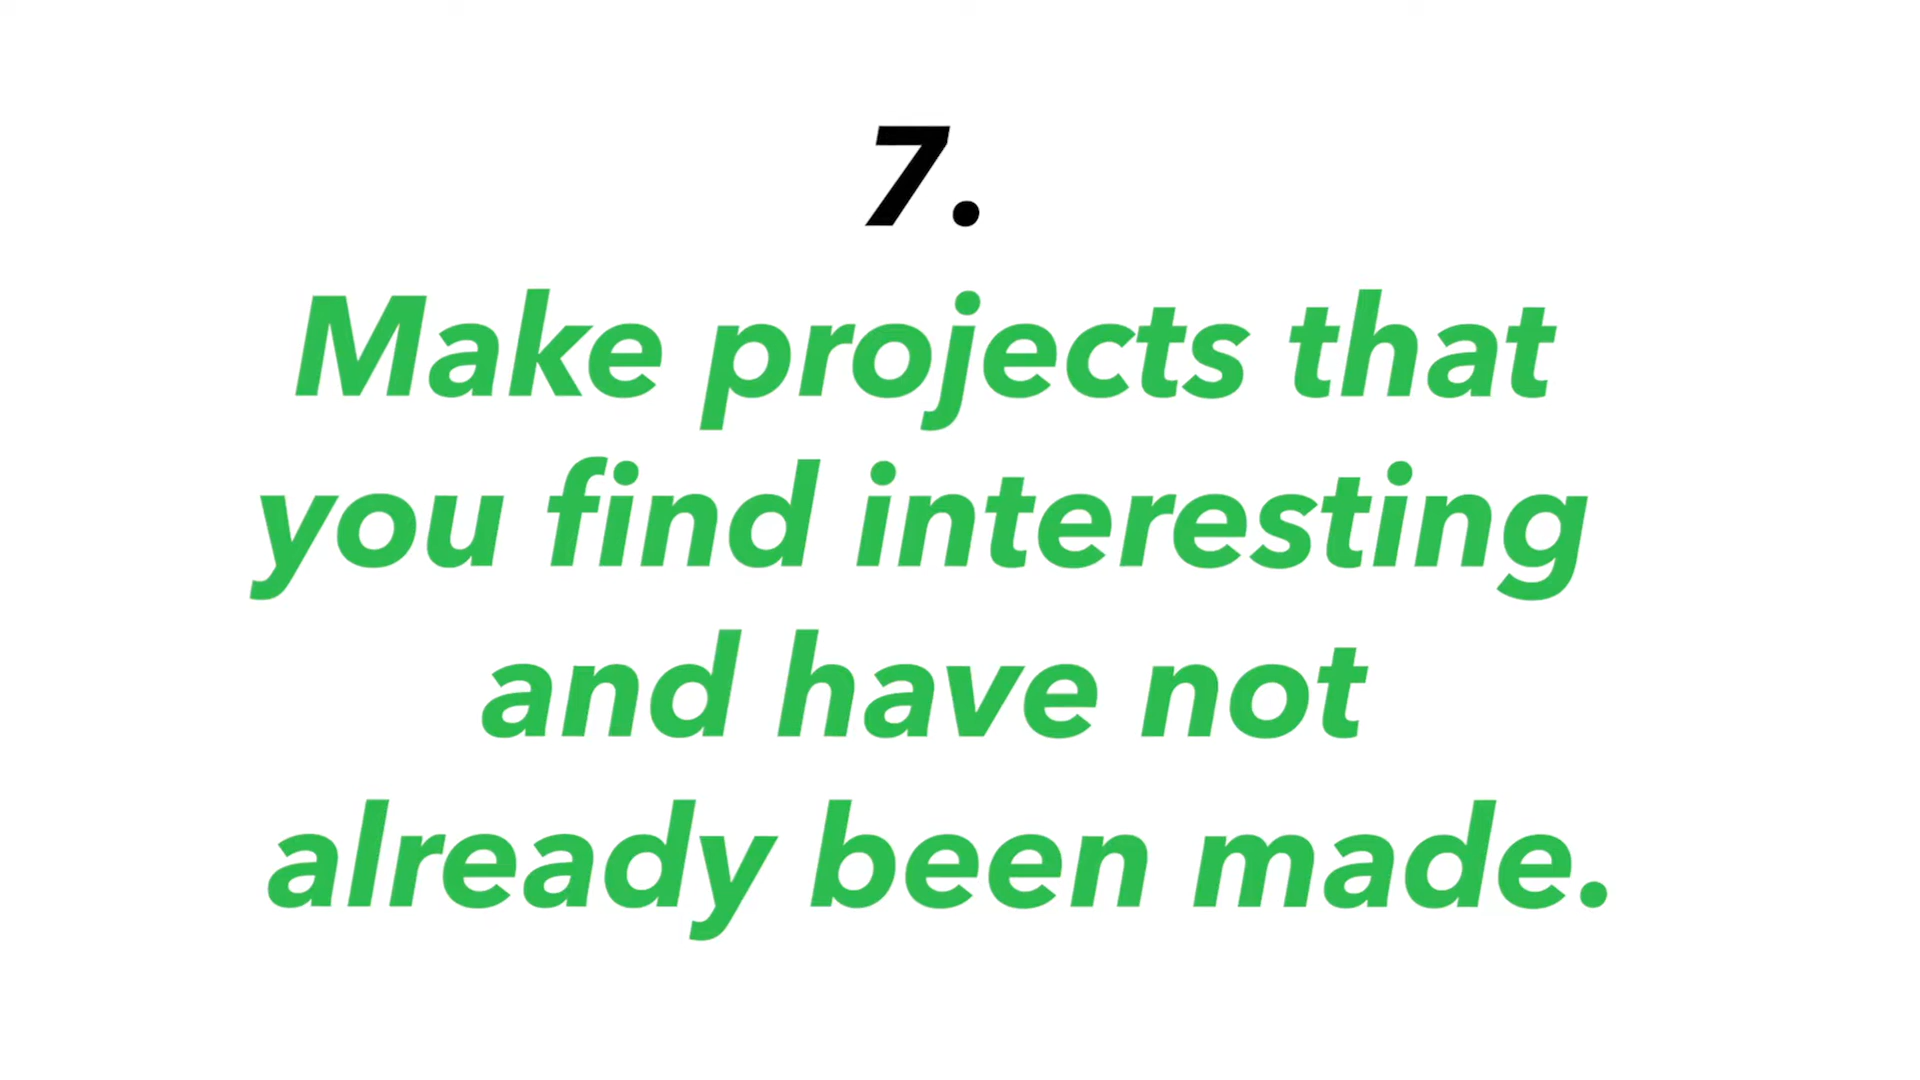 7.
Make projects that
you find interesting
and have not
already been made.